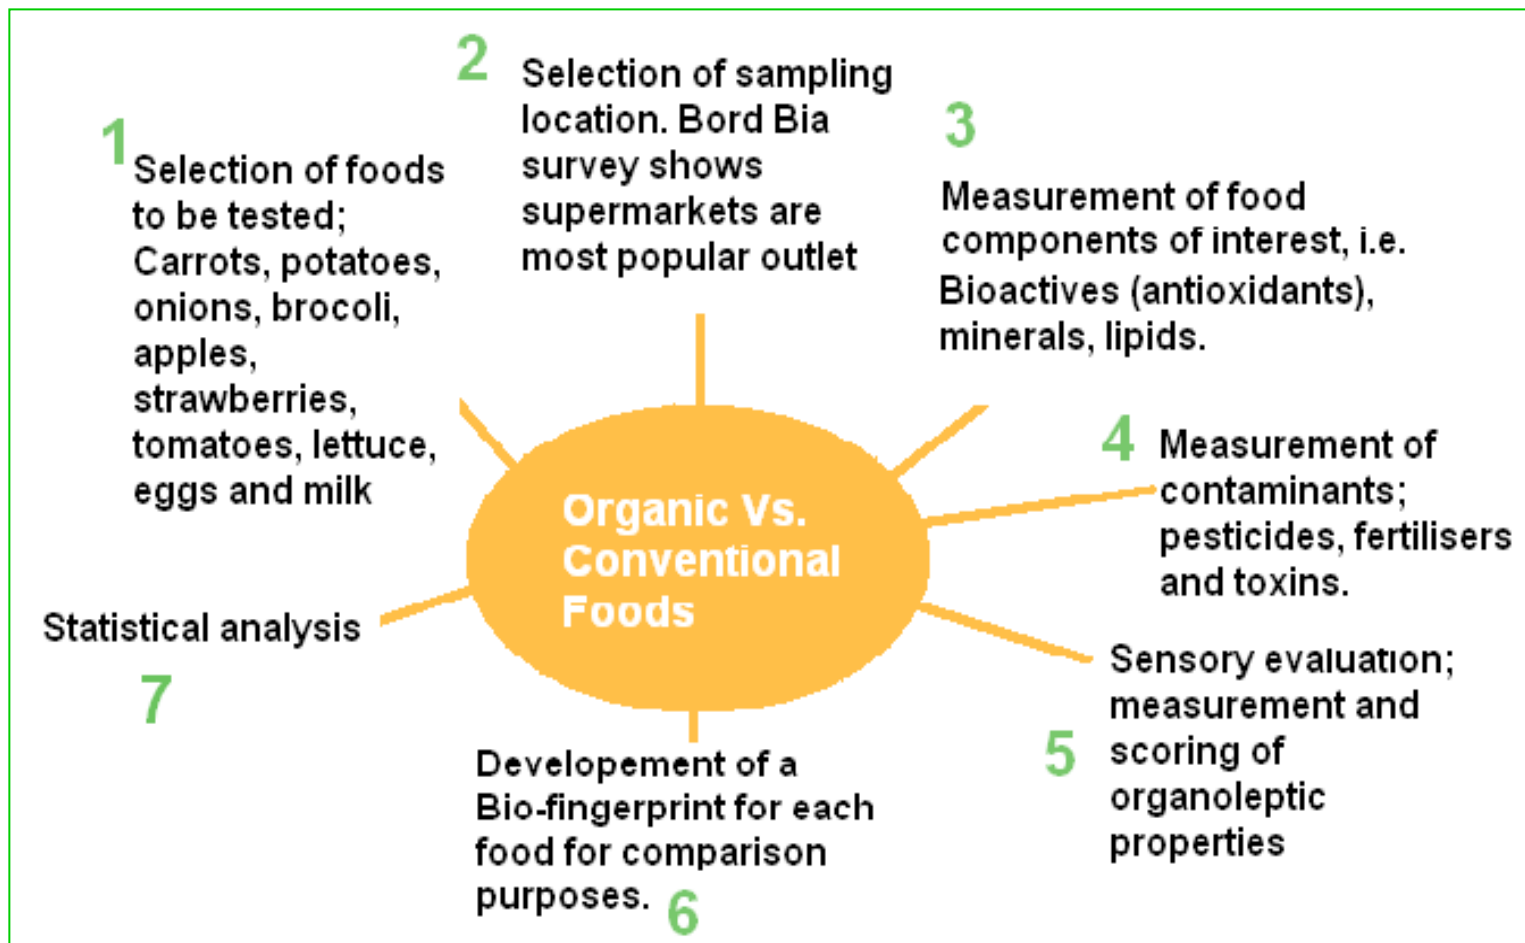 1
Selection of foods
to be tested;
Carrots, potatoes,
onions, brocoli,
apples,
strawberries,
tomatoes, lettuce,
eggs and milk
2
Selection of sampling
location. Bord Bia
survey shows
supermarkets are
most popular outlet
3
Measurement of food
components of interest, i.e.
Bioactives (antioxidants),
minerals, lipids.
4
Measurement of
contaminants;
pesticides, fertilisers
and toxins.
Organic Vs.
Conventional
Foods
Sensory evaluation;
measurement and
scoring of
organoleptic
properties
5
Developement of a
Bio-fingerprint for each
food for comparison
purposes.
6
Statistical analysis
7